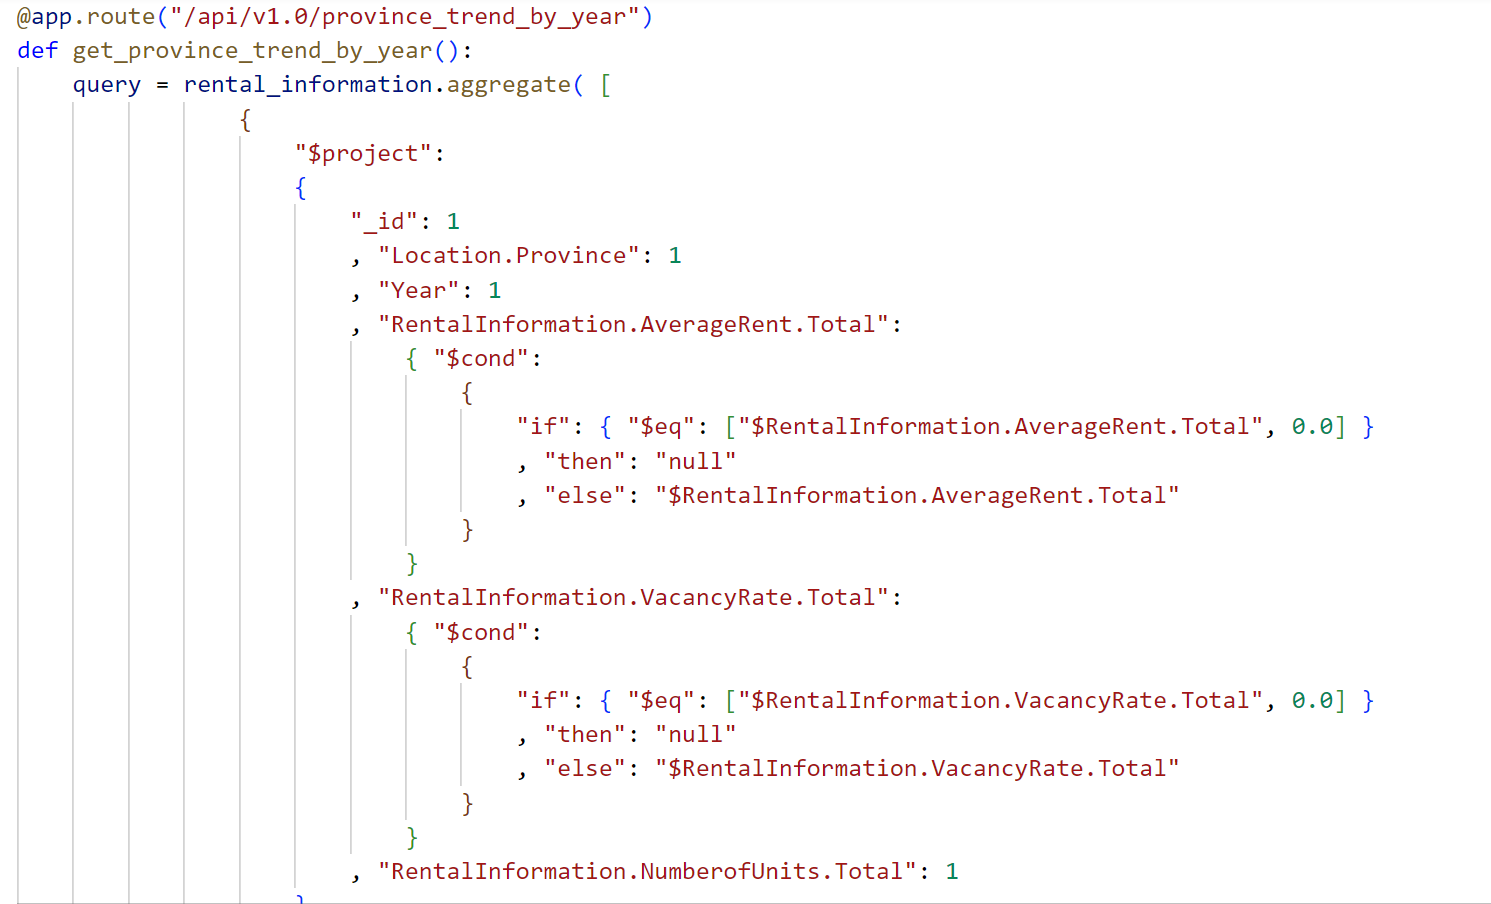 @app.route("/api/v1.0/province_trend_by_year")
def get_province_trend_by_year():
    query = rental_information.aggregate( [
                {
                    "$project":
                    {
                        "_id": 1
                        , "Location.Province": 1
                        , "Year": 1
                        , "RentalInformation.AverageRent.Total":
                            { "$cond":
                                {
                                    "if": { "$eq": ["$RentalInformation.AverageRent.Total", 0.0] }
                                    , "then": "null"
                                    , "else": "$RentalInformation.AverageRent.Total"
                                }
                            }
                        , "RentalInformation.VacancyRate.Total":
                            { "$cond":
                                {
                                    "if": { "$eq": ["$RentalInformation.VacancyRate.Total", 0.0] }
                                    , "then": "null"
                                    , "else": "$RentalInformation.VacancyRate.Total"
                                }
                            }
                        , "RentalInformation.NumberofUnits.Total": 1
                    }